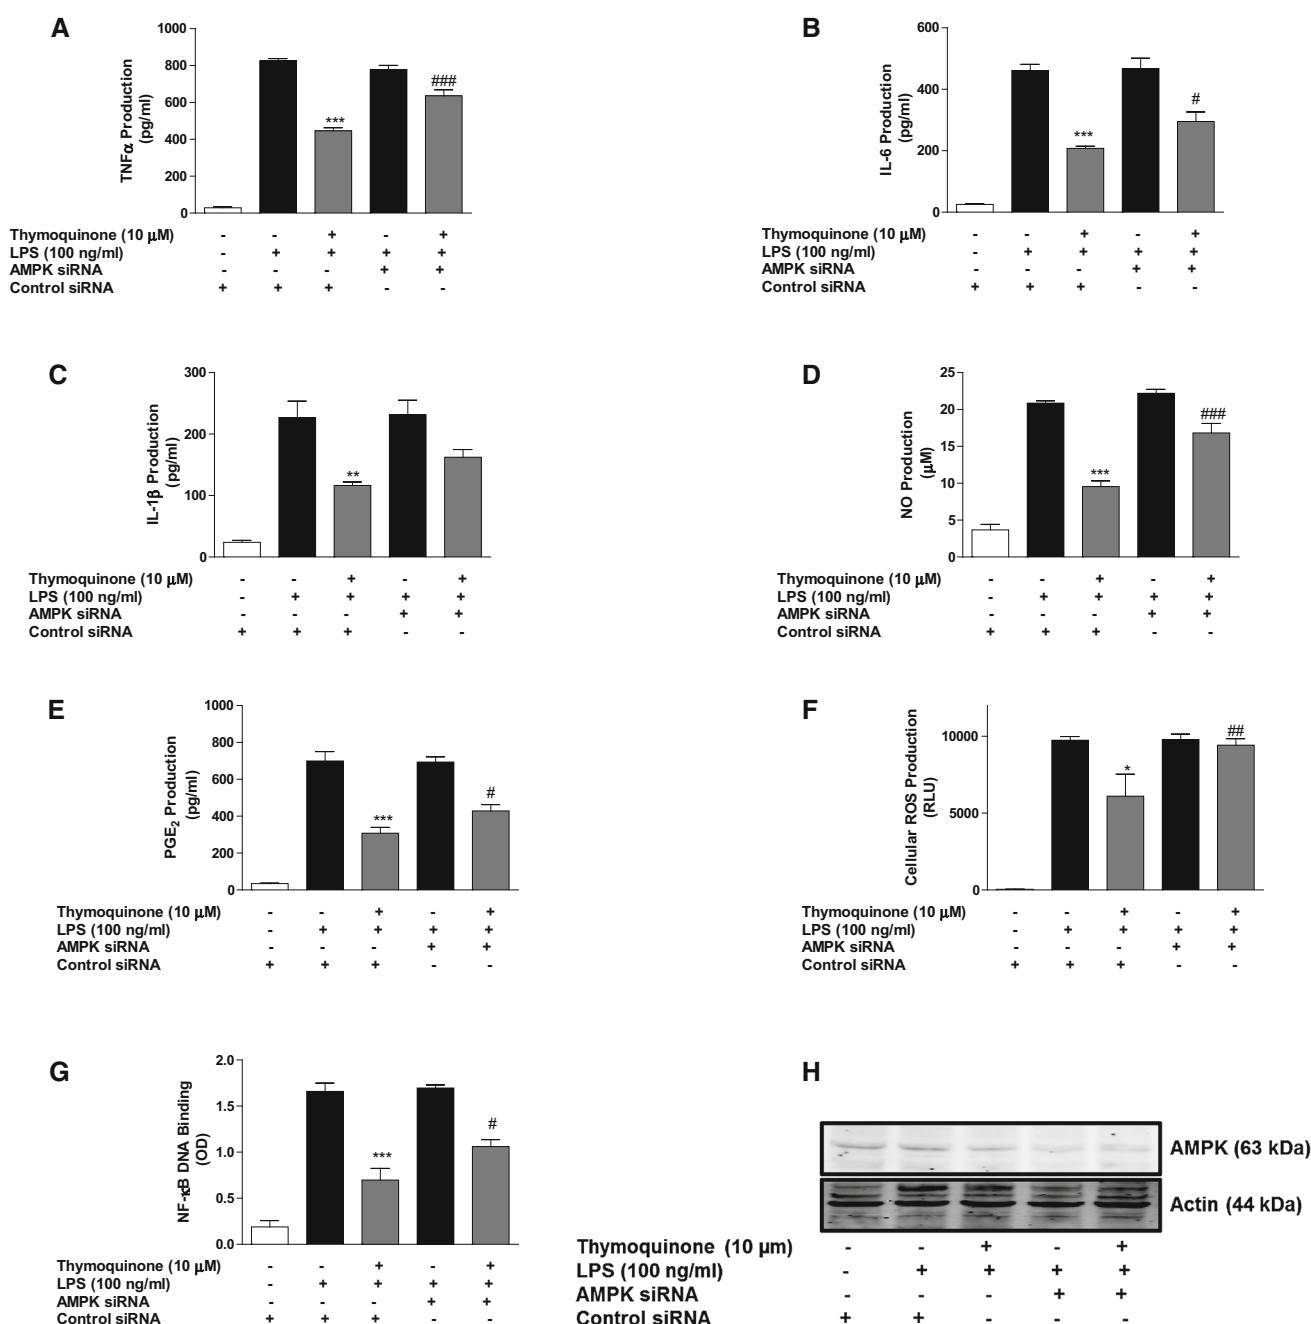 A
1000
800
600
400
200
0
TNFα Production
(pg/ml)
***
###
Thymoquinone (10 μM) - - + - +
LPS (100 ng/ml) - + + + +
AMPK siRNA - - - + +
Control siRNA + + + - -
B
600
400
200
0
IL-6 Production
(pg/ml)
***
#
Thymoquinone (10 μM) - - + - +
LPS (100 ng/ml) - + + + +
AMPK siRNA - - - + +
Control siRNA + + + - -
C
300
200
100
0
IL-1β Production
(pg/ml)
**
Thymoquinone (10 μM) - - + - +
LPS (100 ng/ml) - + + + +
AMPK siRNA - - - + +
Control siRNA + + + - -
D
25
20
15
10
5
0
NO Production
(μM)
***
###
Thymoquinone (10 μM) - - + - +
LPS (100 ng/ml) - + + + +
AMPK siRNA - - - + +
Control siRNA + + + - -
E
1000
800
600
400
200
0
PGE2 Production
(pg/ml)
***
#
Thymoquinone (10 μM) - - + - +
LPS (100 ng/ml) - + + + +
AMPK siRNA - - - + +
Control siRNA + + + - -
F
10000
5000
0
Cellular ROS Production
(RLU)
*
##
Thymoquinone (10 μM) - - + - +
LPS (100 ng/ml) - + + + +
AMPK siRNA - - - + +
Control siRNA + + + - -
G
2.0
1.5
1.0
0.5
0.0
NF-κB DNA Binding
(OD)
***
#
Thymoquinone (10 μM) - - + - +
LPS (100 ng/ml) - + + + +
AMPK siRNA - - - + +
Control siRNA + + + - -
H
AMPK (63 kDa)
Actin (44 kDa)
Thymoquinone (10 µm) - - + - +
LPS (100 ng/ml) - + + + +
AMPK siRNA - - - + +
Control siRNA + + - - -